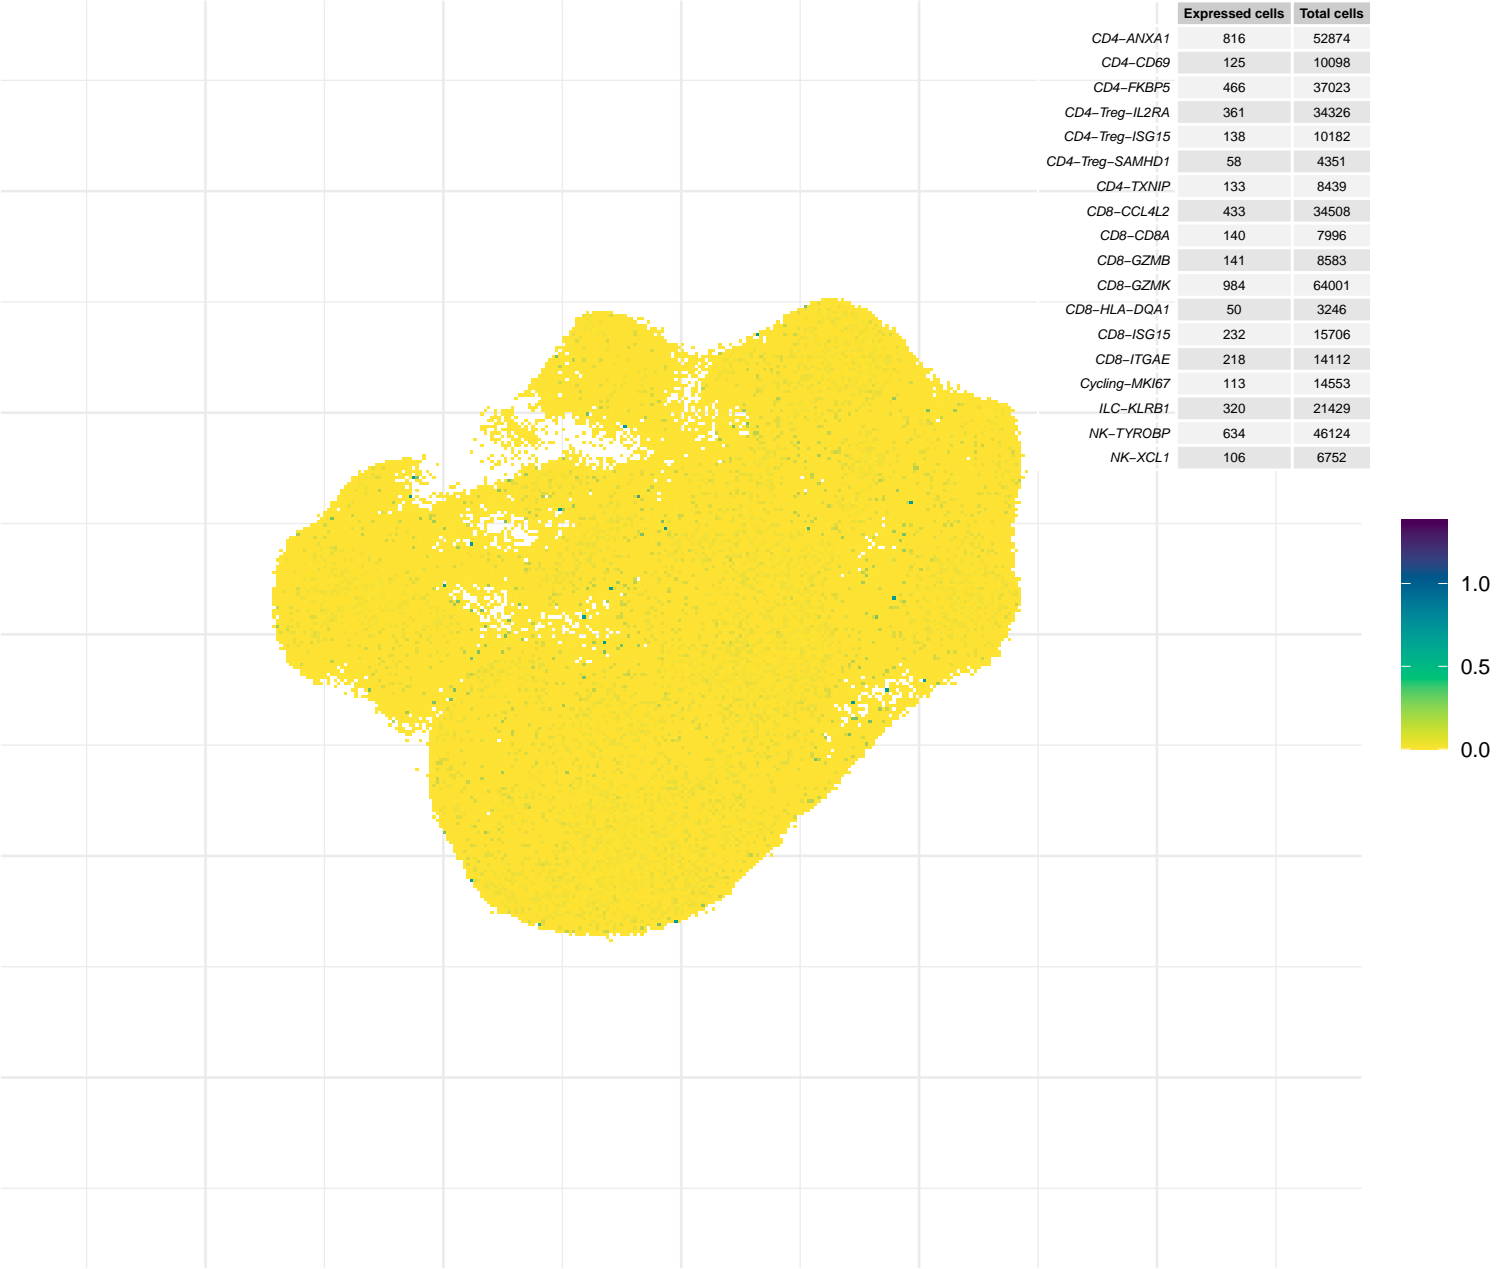 Expressed cells Total cells
CD4−ANXA1 816 52874
CD4−CD69 125 10098
CD4−FKBP5 466 37023
CD4−Treg−IL2RA 361 34326
CD4−Treg−ISG15 138 10182
CD4−Treg−SAMHD1 58 4351
CD4−TXNIP 133 8439
CD8−CCL4L2 433 34508
CD8−CD8A 140 7996
CD8−GZMB 141 8583
CD8−GZMK 984 64001
CD8−HLA−DQA1 50 3246
CD8−ISG15 232 15706
CD8−ITGAE 218 14112
Cycling−MKI67 113 14553
ILC−KLRB1 320 21429
NK−TYROBP 634 46124
NK−XCL1 106 6752
1.0
0.5
0.0